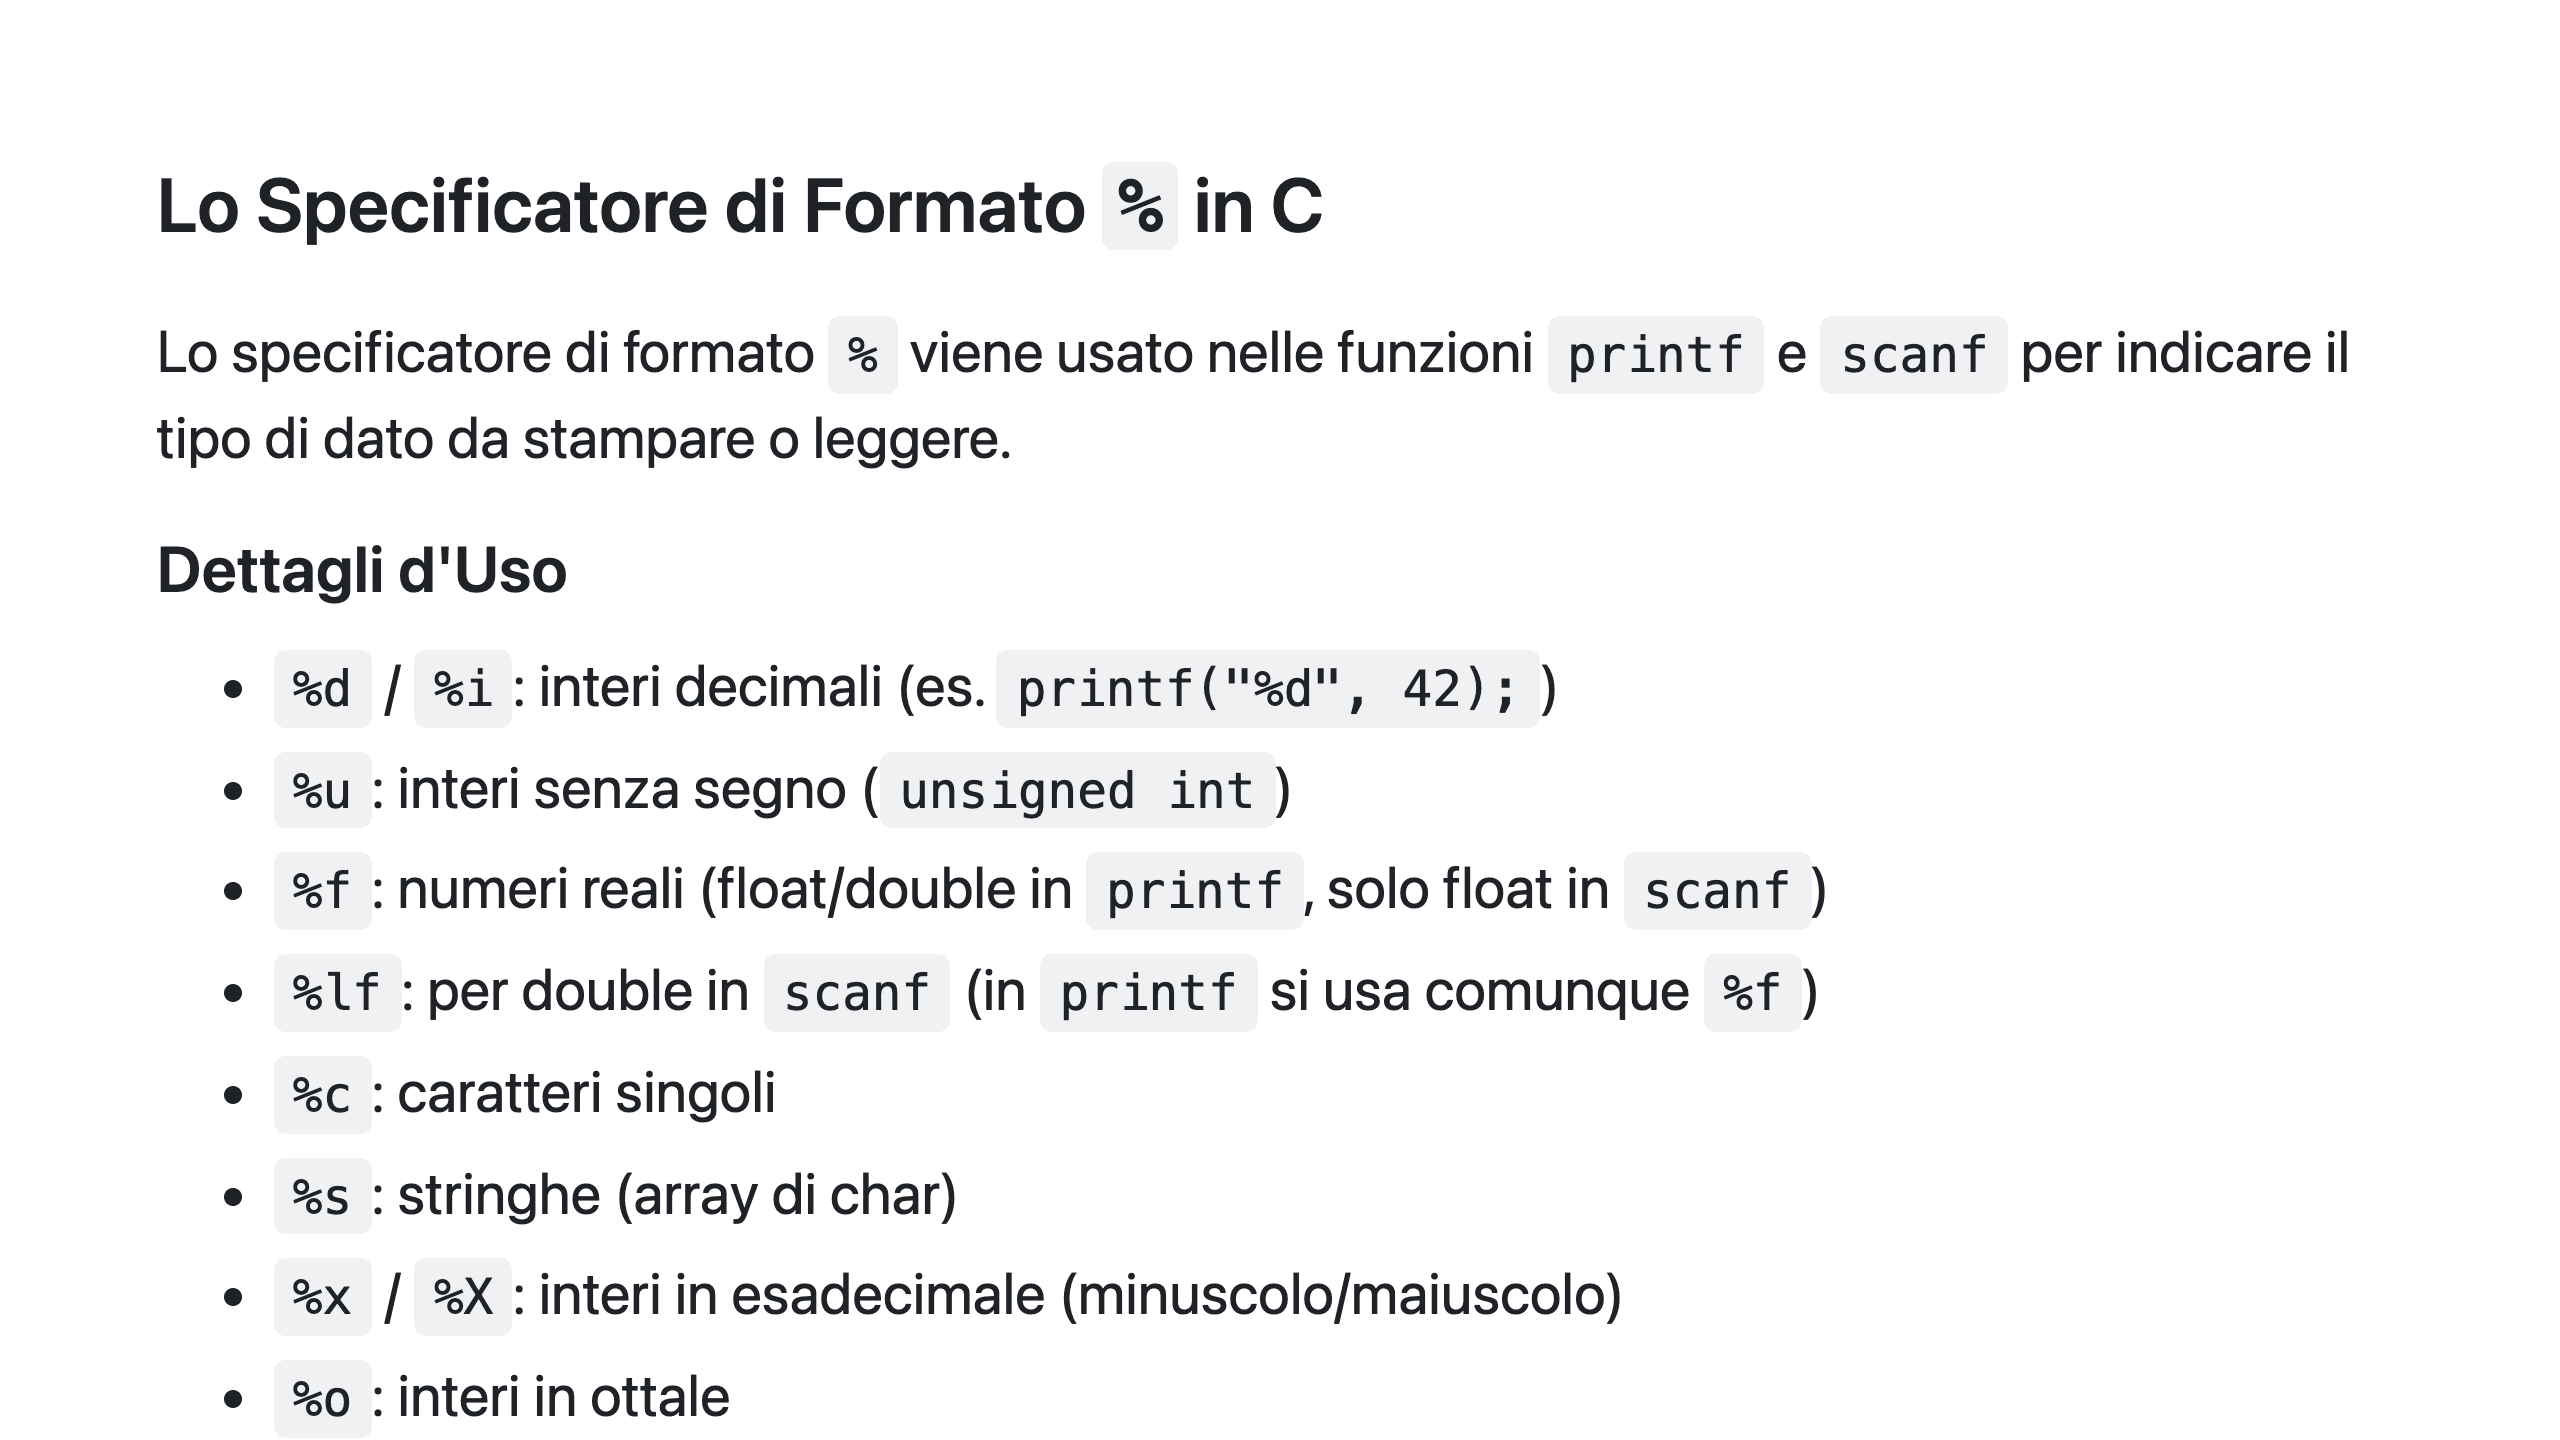 Lo Specificatore di Formato % in C
Lo specificatore di formato % viene usato nelle funzioni printf e scanf per indicare il
tipo di dato da stampare o leggere.
Dettagli d'Uso
• %d / %i: interi decimali (es. printf("%d", 42);)
• %u: interi senza segno (unsigned int)
• %f: numeri reali (float/double in printf, solo float in scanf)
• %lf: per double in scanf (in printf si usa comunque %f)
• %c: caratteri singoli
• %s: stringhe (array di char)
• %x / %X: interi in esadecimale (minuscolo/maiuscolo)
• %o: interi in ottale